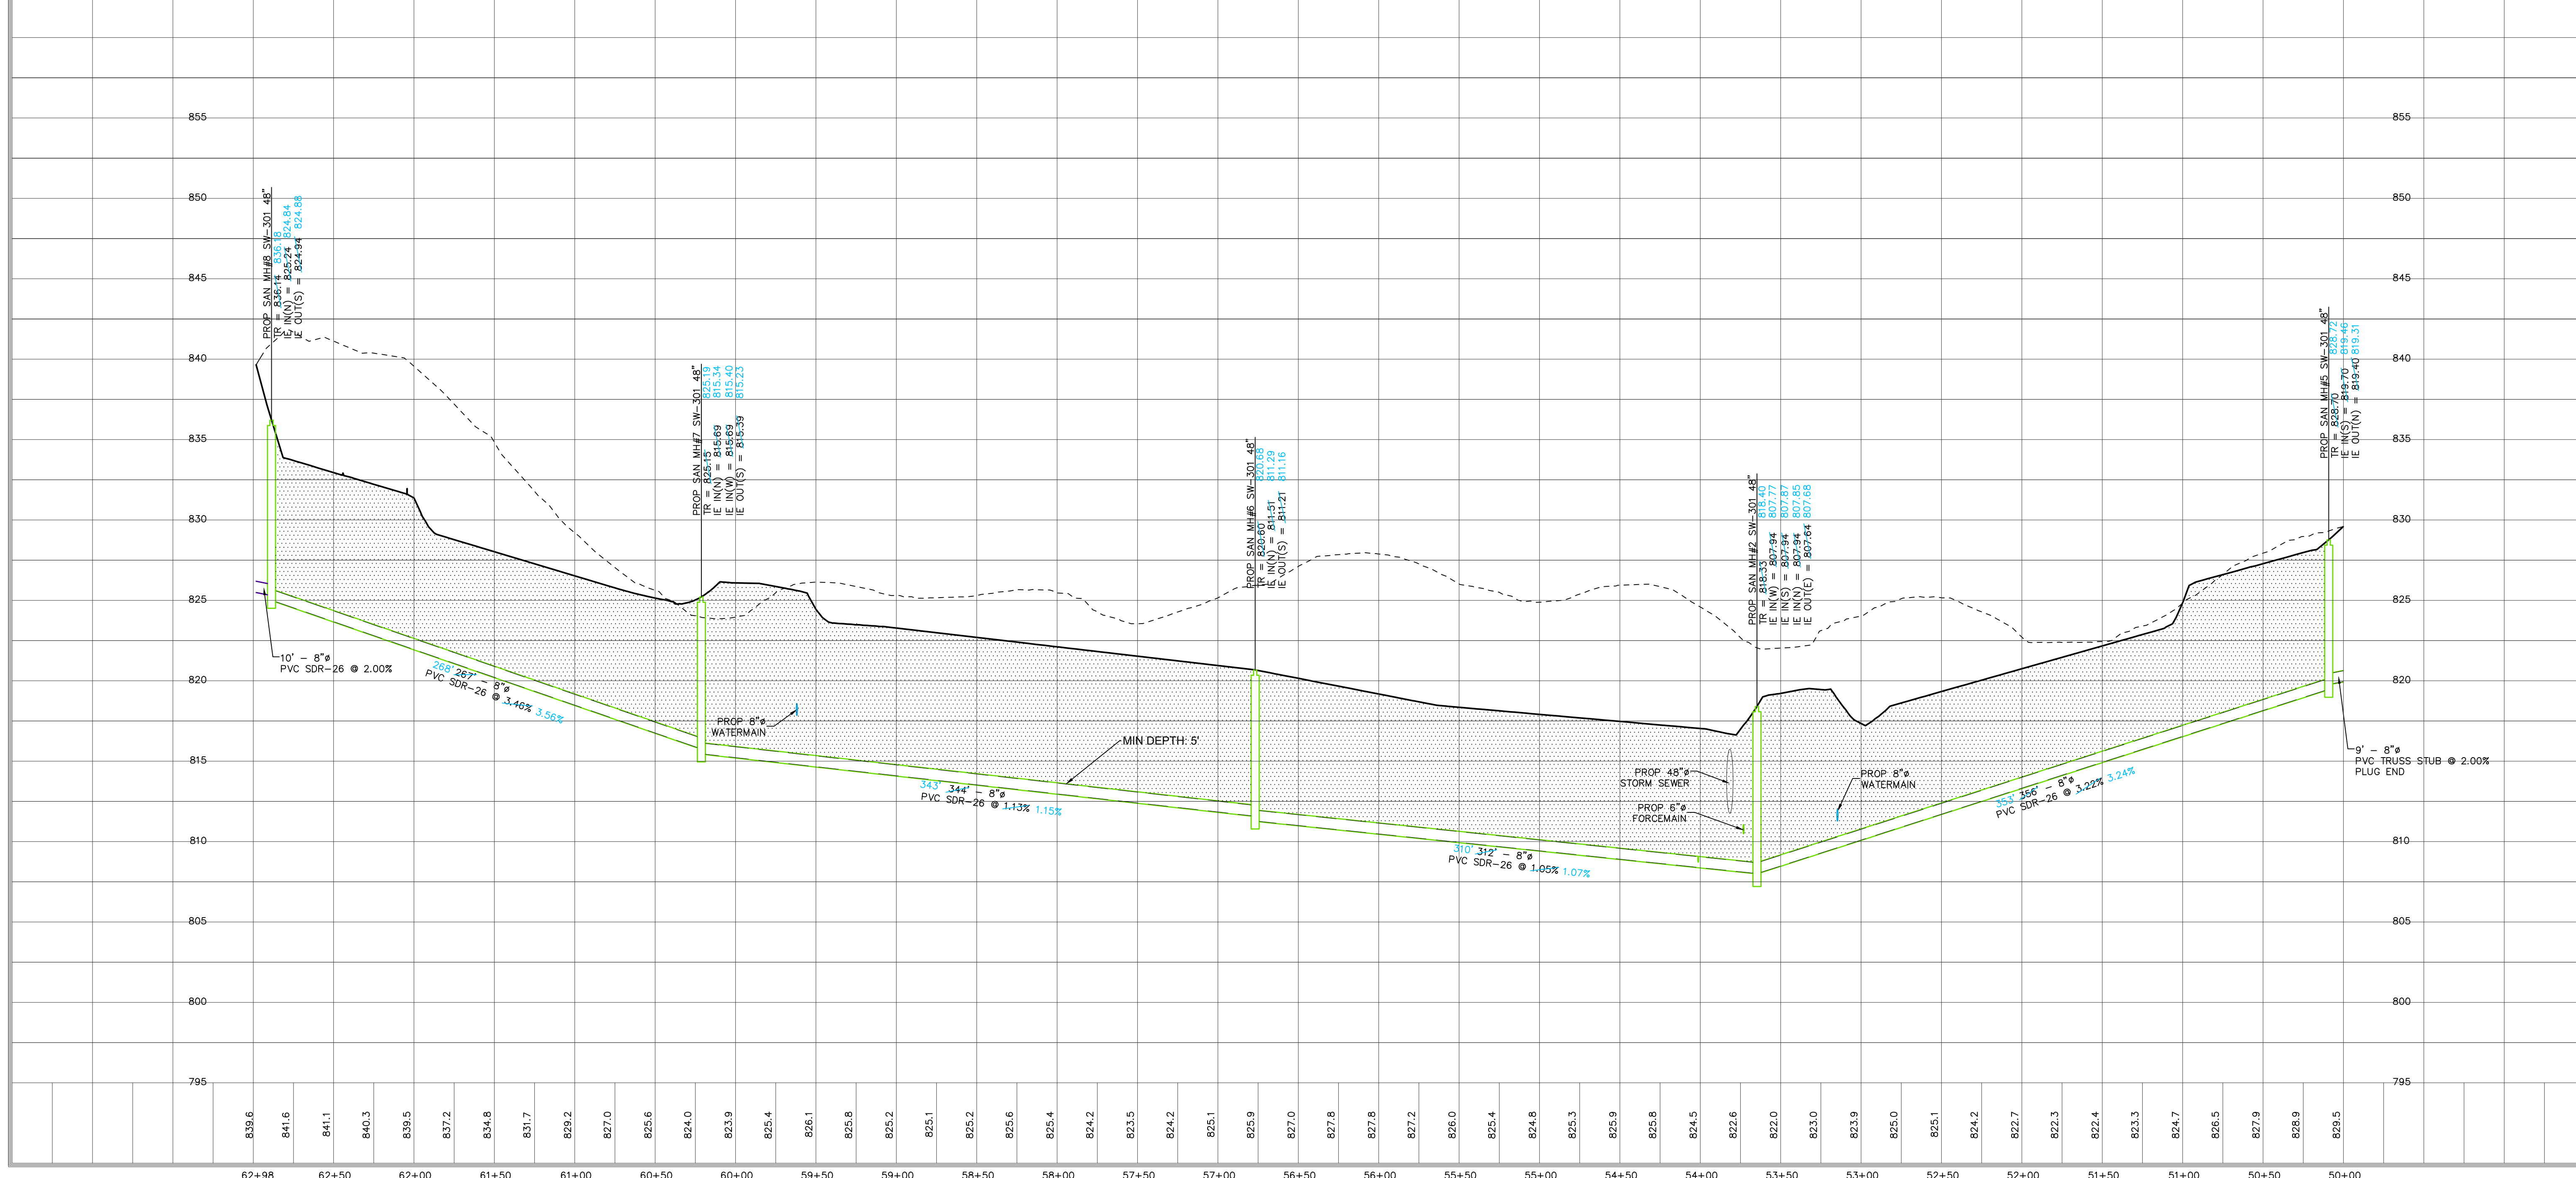 855
855
850
850
845
845
840
840
835
835
830
830
825
825
820
820
815
815
810
810
805
805
800
800
795
795
PROP SAN MH#8 SW-301 48"
TR = 836.14 836.18
IE IN(N) = 825.24 824.84
IE OUT(S) = 824.94 824.88
PROP SAN MH#7 SW-301 48"
TR = 825.15 825.19
IE IN(N) = 815.69 815.34
IE IN(W) = 815.69 815.40
IE OUT(S) = 815.39 815.23
PROP SAN MH#6 SW-301 48"
TR = 820.60 820.68
IE IN(N) = 811.51 811.29
IE OUT(S) = 811.21 811.16
PROP SAN MH#2 SW-301 48"
TR = 818.33 818.40
IE IN(W) = 807.94 807.77
IE IN(S) = 807.94 807.87
IE IN(N) = 807.94 807.85
IE OUT(E) = 807.64 807.68
PROP SAN MH#5 SW-301 48"
TR = 828.70 828.72
IE IN(S) = 819.70 819.46
IE OUT(N) = 819.40 819.31
10' - 8"ø
PVC SDR-26 @ 2.00%
268' 267' - 8"ø
PVC SDR-26 @ 3.46% 3.56%
PROP 8"ø
WATERMAIN
MIN DEPTH: 5'
343' 344' - 8"ø
PVC SDR-26 @ 1.13% 1.15%
310' 312' - 8"ø
PVC SDR-26 @ 1.05% 1.07%
PROP 48"ø
STORM SEWER
PROP 6"ø
FORCEMAIN
PROP 8"ø
WATERMAIN
353' 356' - 8"ø
PVC SDR-26 @ 3.22% 3.24%
9' - 8"ø
PVC TRUSS STUB @ 2.00%
PLUG END
839.6 841.6 841.1 840.3 839.5 837.2 834.8 831.7 829.2 827.0 825.6 824.0 823.9 825.4 826.1 825.8 825.2 825.1 825.2 825.6 825.4 824.2 823.5 824.2 825.1 825.9 827.0 827.8 827.8 827.2 826.0 825.4 824.8 825.3 825.9 825.8 824.5 822.6 822.0 823.0 823.9 825.0 825.1 824.2 822.7 822.3 822.4 823.3 824.7 826.5 827.9 828.9 829.5
62+98 62+50 62+00 61+50 61+00 60+50 60+00 59+50 59+00 58+50 58+00 57+50 57+00 56+50 56+00 55+50 55+00 54+50 54+00 53+50 53+00 52+50 52+00 51+50 51+00 50+50 50+00